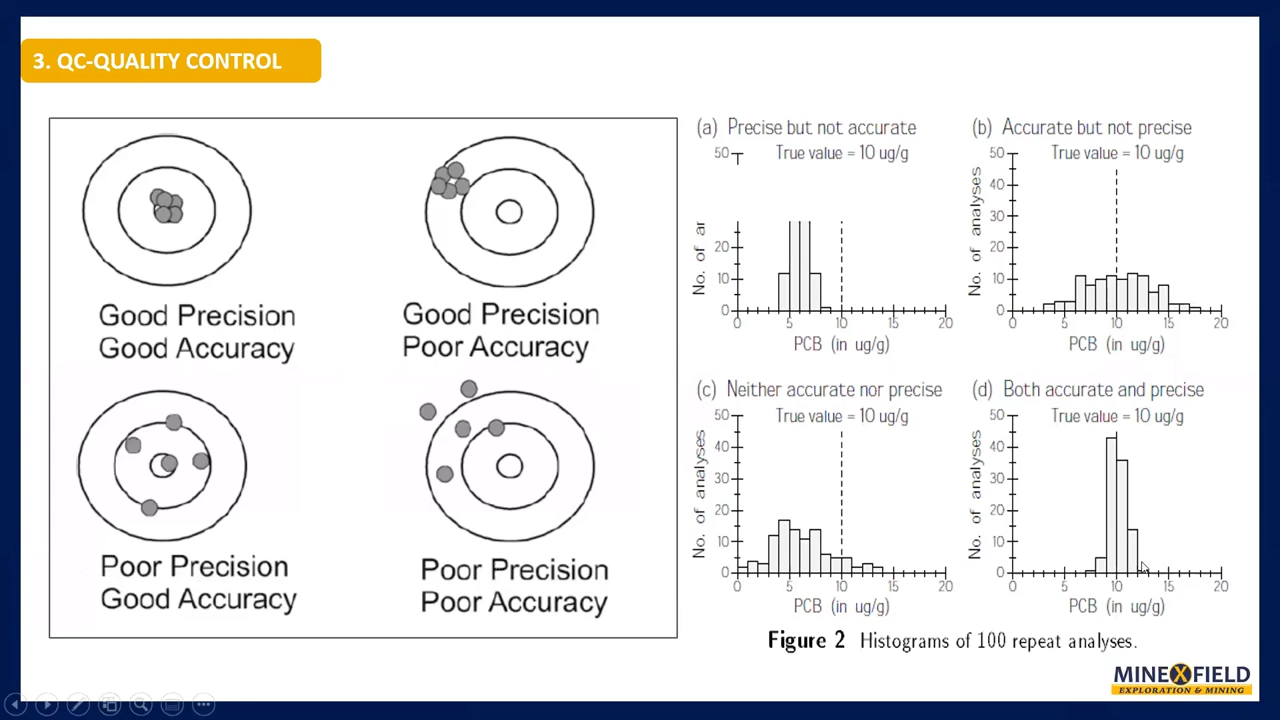 3. QC-QUALITY CONTROL
Good Precision
Good Accuracy
Good Precision
Poor Accuracy
Poor Precision
Good Accuracy
Poor Precision
Poor Accuracy
(a) Precise but not accurate
True value = 10 ug/g
50
20
10
0
No. of ar
0 5 10 15 20
PCB (in ug/g)
(b) Accurate but not precise
True value = 10 ug/g
50
40
30
20
10
0
No. of analyses
0 5 10 15 20
PCB (in ug/g)
(c) Neither accurate nor precise
True value = 10 ug/g
50
40
30
20
10
0
No. of analyses
0 5 10 15 20
PCB (in ug/g)
(d) Both accurate and precise
True value = 10 ug/g
50
40
30
20
10
0
No. of analyses
0 5 10 15 20
PCB (in ug/g)
Figure 2 Histograms of 100 repeat analyses.
MINEXFIELD
EXPLORATION & MINING